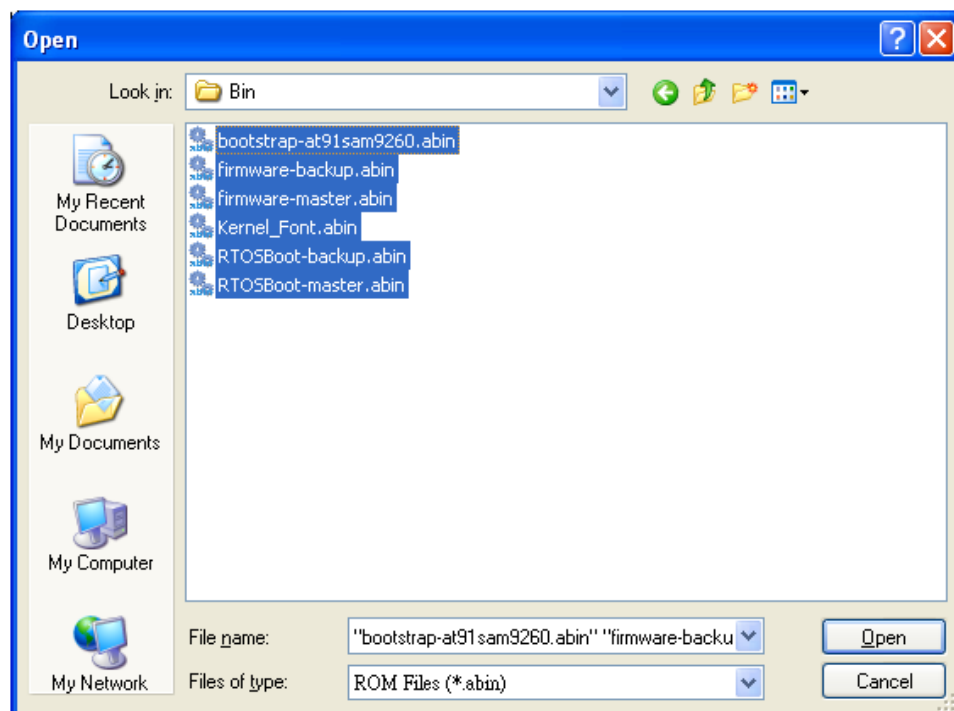 Open
Look in:
Bin
bootstrap-at91sam9260.abin
firmware-backup.abin
firmware-master.abin
Kernel_Font.abin
RTOSBoot-backup.abin
RTOSBoot-master.abin
My Recent
Documents
Desktop
My Documents
My Computer
My Network
File name:
"bootstrap-at91sam9260.abin" "firmware-backu
Open
Files of type:
ROM Files (*.abin)
Cancel